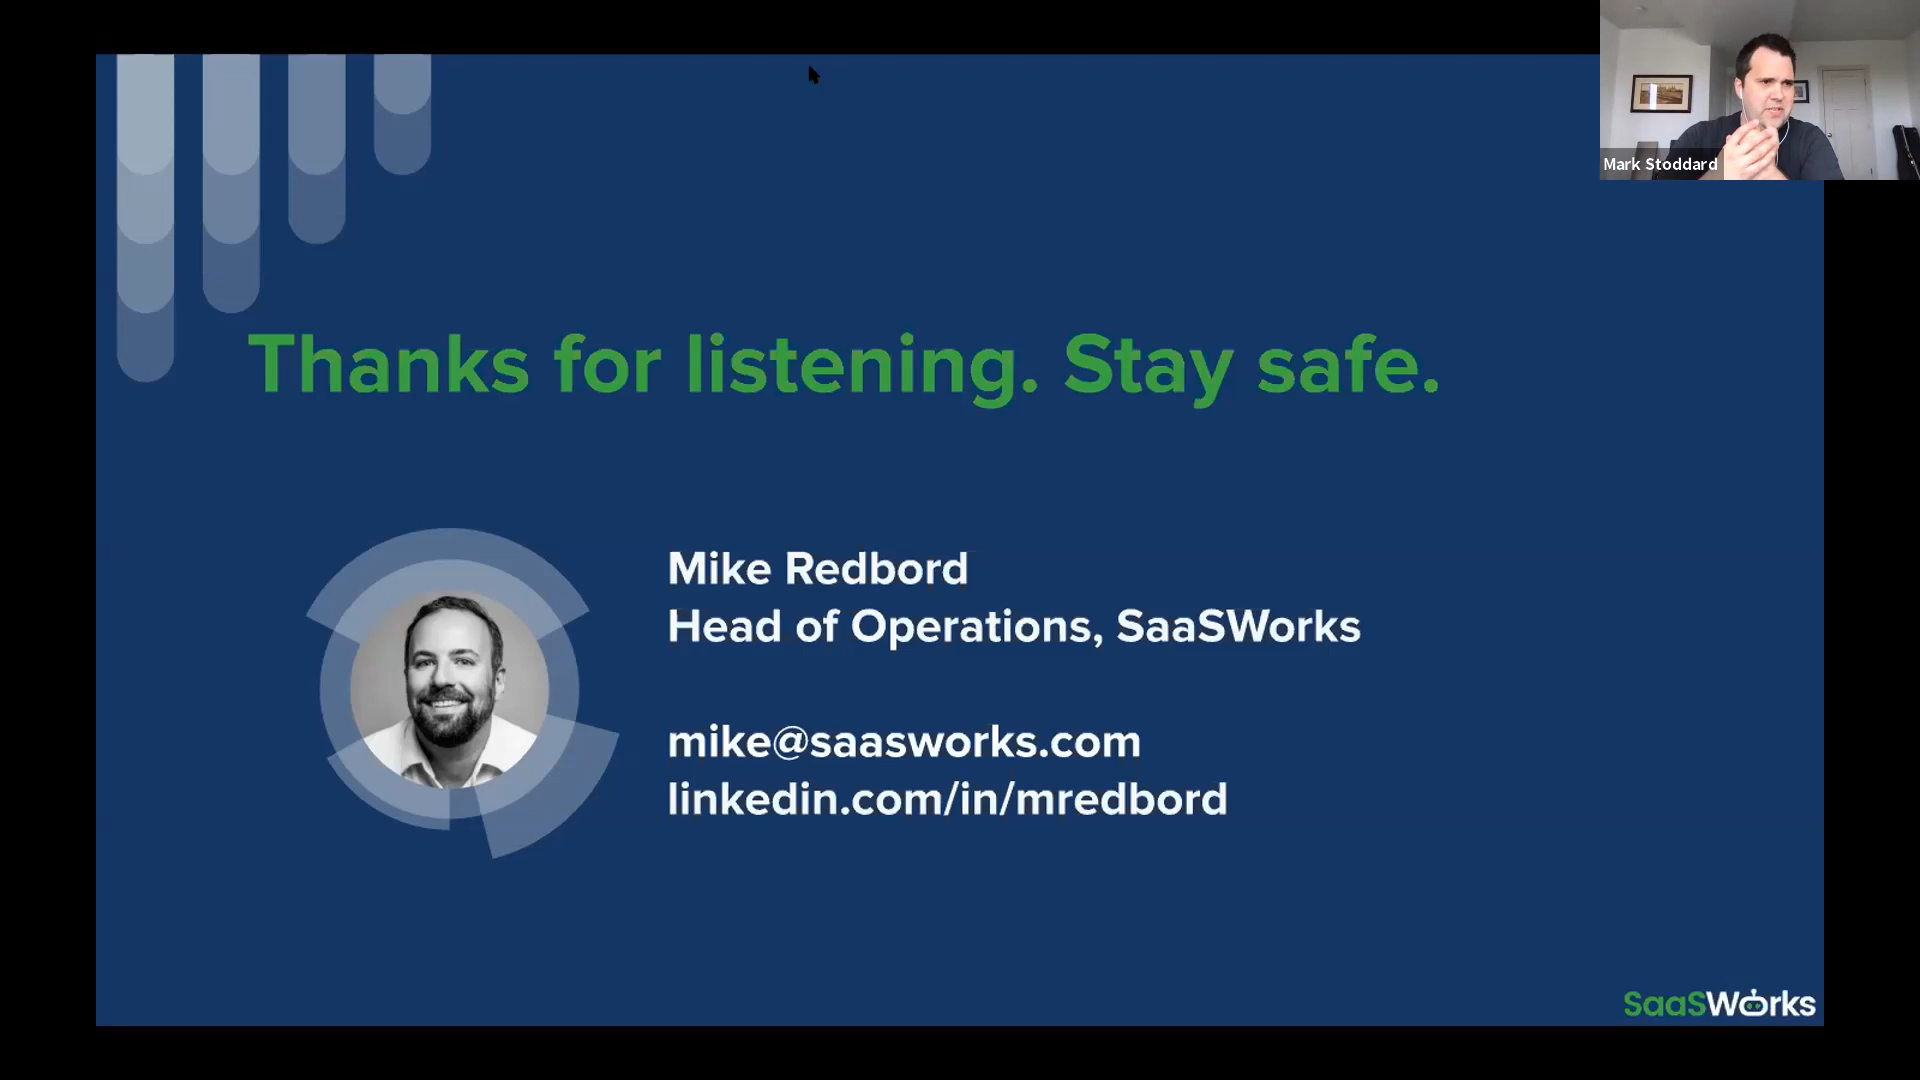 Mark Stoddard
Thanks for listening. Stay safe.
Mike Redbord
Head of Operations, SaaSWorks
mike@saasworks.com
linkedin.com/in/mredbord
SaaSWorks